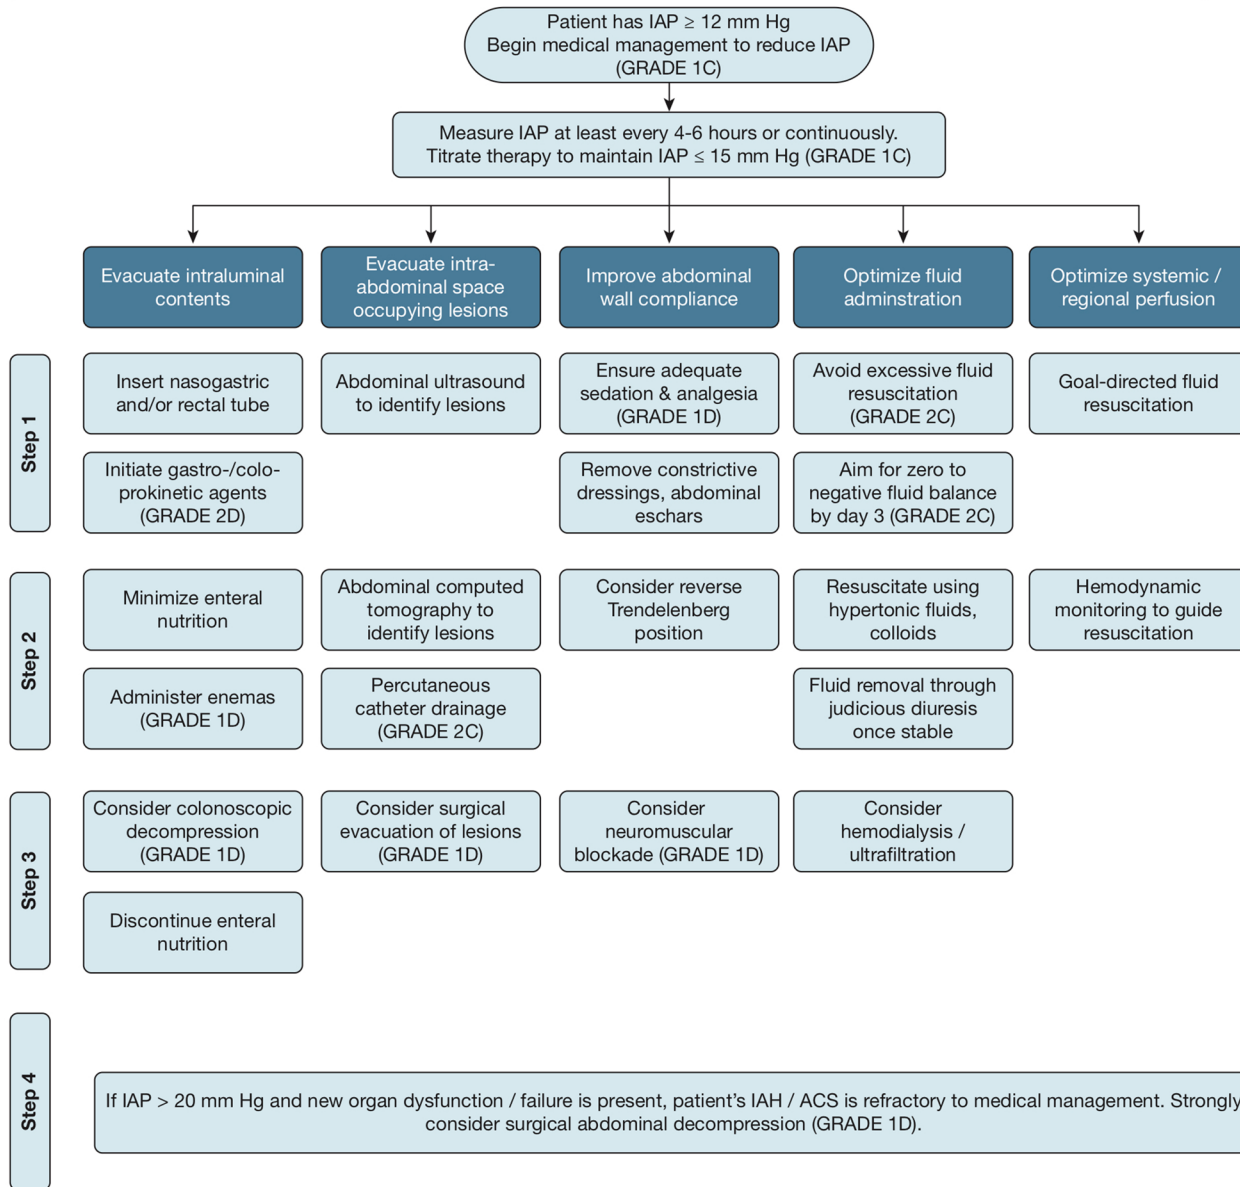 Patient has IAP ≥ 12 mm Hg
Begin medical management to reduce IAP
(GRADE 1C)
Measure IAP at least every 4-6 hours or continuously.
Titrate therapy to maintain IAP ≤ 15 mm Hg (GRADE 1C)
Evacuate intraluminal
contents
Evacuate intra-
abdominal space
occupying lesions
Improve abdominal
wall compliance
Optimize fluid
adminstration
Optimize systemic /
regional perfusion
Step 1
Insert nasogastric
and/or rectal tube
Abdominal ultrasound
to identify lesions
Ensure adequate
sedation & analgesia
(GRADE 1D)
Avoid excessive fluid
resuscitation
(GRADE 2C)
Goal-directed fluid
resuscitation
Initiate gastro-/colo-
prokinetic agents
(GRADE 2D)
Remove constrictive
dressings, abdominal
eschars
Aim for zero to
negative fluid balance
by day 3 (GRADE 2C)
Step 2
Minimize enteral
nutrition
Abdominal computed
tomography to
identify lesions
Consider reverse
Trendelenberg
position
Resuscitate using
hypertonic fluids,
colloids
Hemodynamic
monitoring to guide
resuscitation
Administer enemas
(GRADE 1D)
Percutaneous
catheter drainage
(GRADE 2C)
Fluid removal through
judicious diuresis
once stable
Step 3
Consider colonoscopic
decompression
(GRADE 1D)
Consider surgical
evacuation of lesions
(GRADE 1D)
Consider
neuromuscular
blockade (GRADE 1D)
Consider
hemodialysis /
ultrafiltration
Discontinue enteral
nutrition
Step 4
If IAP > 20 mm Hg and new organ dysfunction / failure is present, patient’s IAH / ACS is refractory to medical management. Strongly
consider surgical abdominal decompression (GRADE 1D).